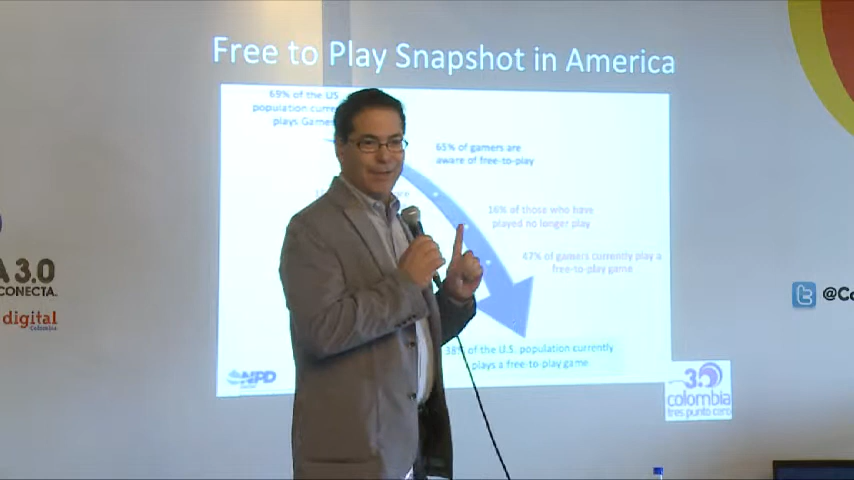 Free to Play Snapshot in America
69% of the US
population curre
plays Games
65% of gamers are
aware of free-to-play
16% of those who have
played no longer play
47% of gamers currently play a
free-to-play game
38% of the U.S. population currently
plays a free-to-play game
NPD
A 3.0
CONECTA.
digital
Colombia
@Co
3.0
colombia
tres punto cero